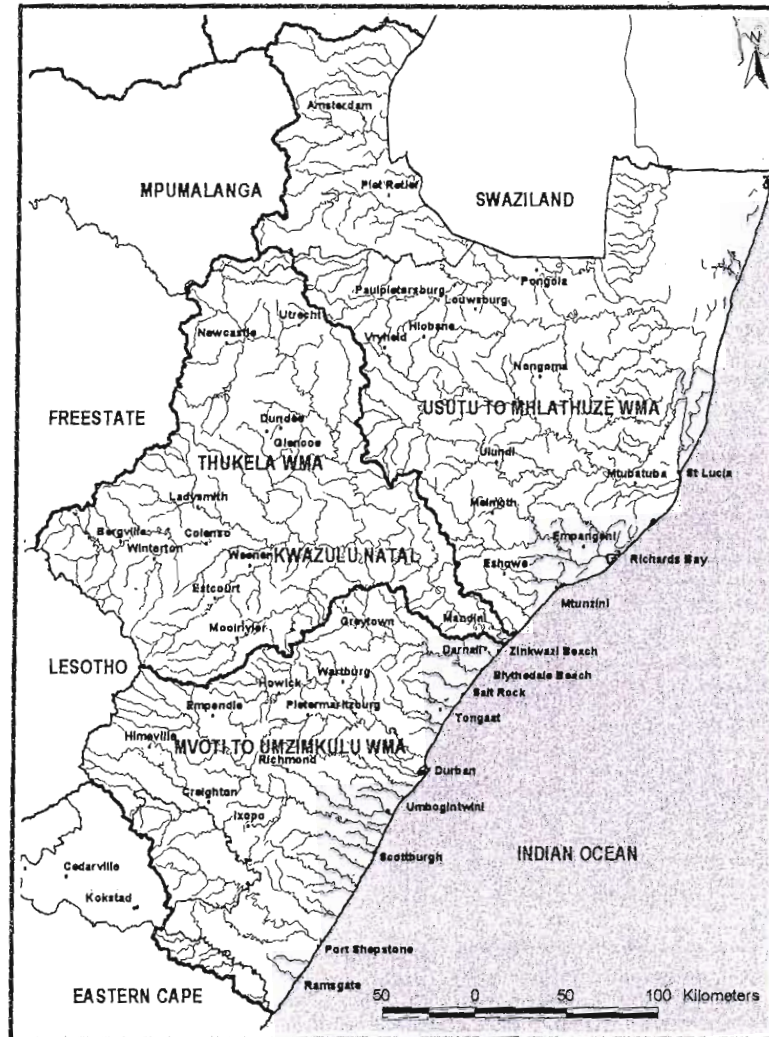 N
Amsterdam
MPUMALANGA
Piet Retief
SWAZILAND
Paulpietersburg
Pongola
Louwsburg
Utrecht
Newcastle
Hlobane
Vryheid
Nongoma
FREESTATE
USUTU TO MHLATHUZE WMA
Dundee
Glencoe
THUKELA WMA
Ulundi
Mtubatuba
St Lucia
Ladysmith
Melmoth
Bergville
Colenso
Winterton
Empangeni
Weenen
KWAZULU NATAL
Eshowe
Richards Bay
Estcourt
Mtunzini
Mooirivier
Greytown
Mandini
Darnall
Zinkwazi Beach
LESOTHO
Wartburg
Blythedale Beach
Howick
Salt Rock
Empendle
Pietermaritzburg
Tongaat
Himeville
MVOTI TO UMZIMKULU WMA
Richmond
Durban
Creighton
Umbogintwini
Ixopo
INDIAN OCEAN
Scottburgh
Cedarville
Kokstad
Port Shepstone
Ramsgate
EASTERN CAPE
50 0 50 100 Kilometers